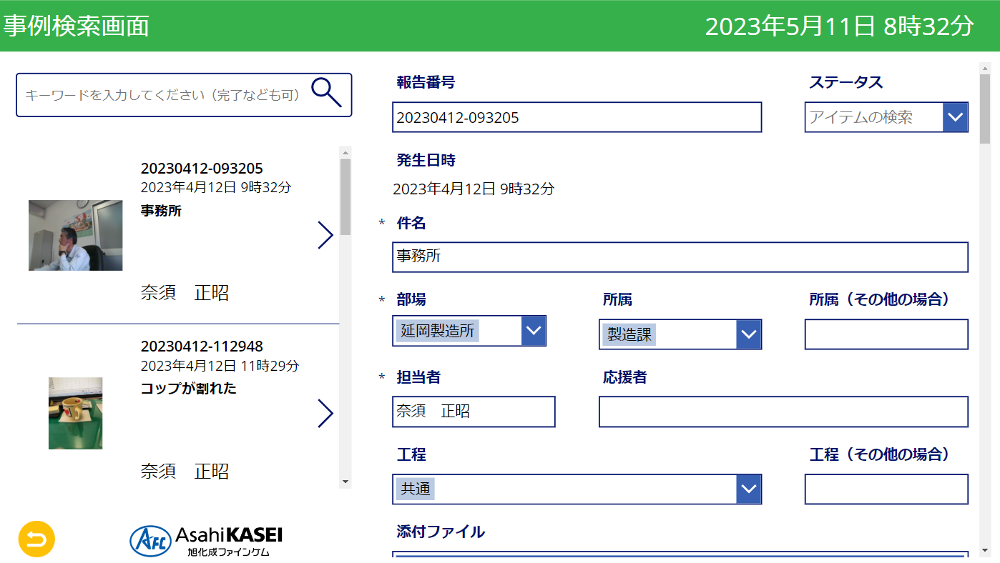 事例検索画面
2023年5月11日 8時32分
キーワードを入力してください（完了なども可）
20230412-093205
2023年4月12日 9時32分
事務所
奈須　正昭
20230412-112948
2023年4月12日 11時29分
コップが割れた
奈須　正昭
AFC
AsahiKASEI
旭化成ファインケム
報告番号
ステータス
20230412-093205
アイテムの検索
発生日時
2023年4月12日 9時32分
* 件名
事務所
* 部場
所属
所属（その他の場合）
延岡製造所
製造課
* 担当者
応援者
奈須　正昭
工程
工程（その他の場合）
共通
添付ファイル